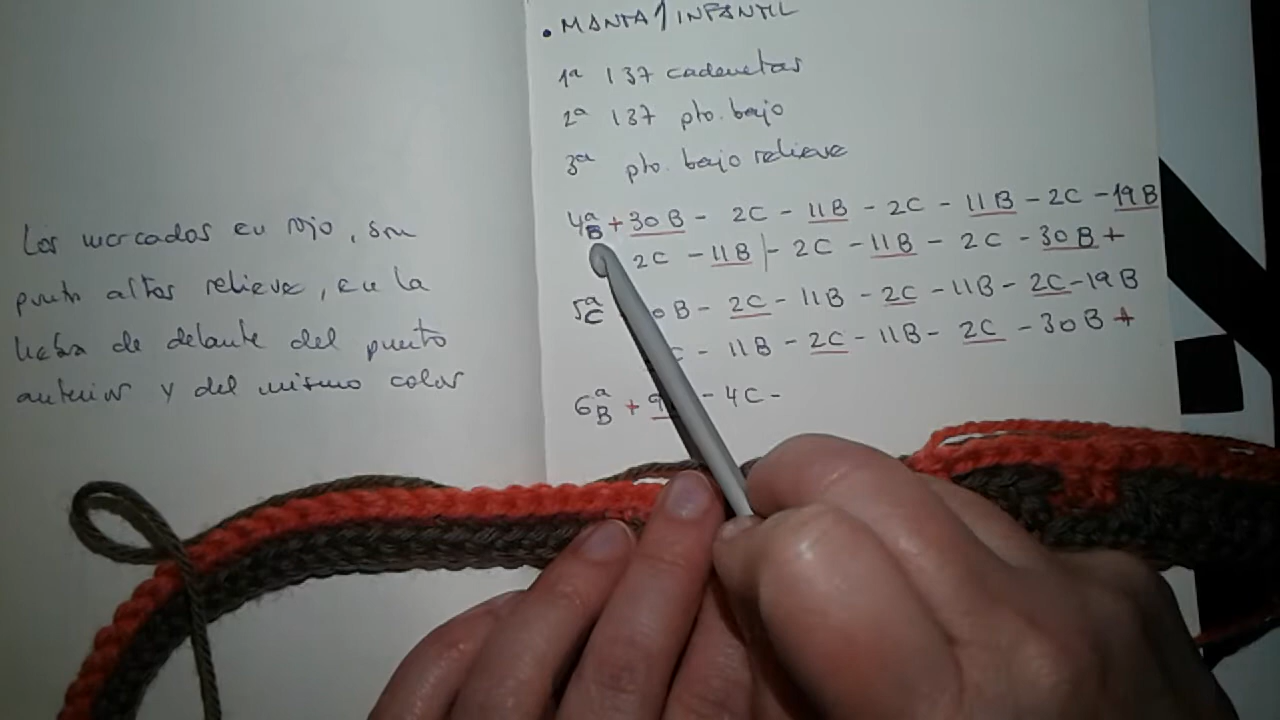 Los marcados en rojo, son
punto altos relieve, en la
hebra de delante del punto
anterior y del mismo color
. MANTA INFANTIL
1ª 137 cadenetas
2ª 137 pto. bajo
3ª pto. bajo relieve
4ª B + 30B - 2C - 11B - 2C - 11B - 2C - 19B
2C - 11B - 2C - 11B - 2C - 30B +
5ª C 0B - 2C - 11B - 2C - 11B - 2C - 19B
- 11B - 2C - 11B - 2C - 30B +
6ª B + 9 - 4C -